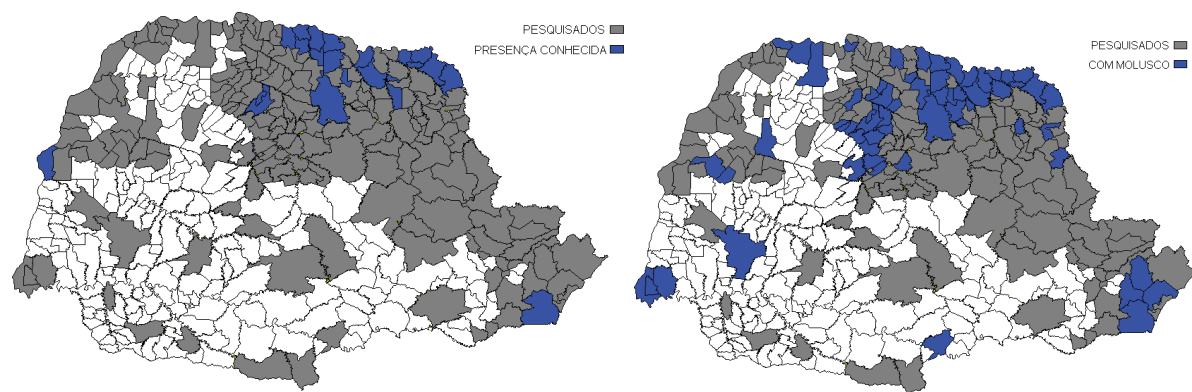 PESQUISADOS
PRESENÇA CONHECIDA
PESQUISADOS
COM MOLUSCO